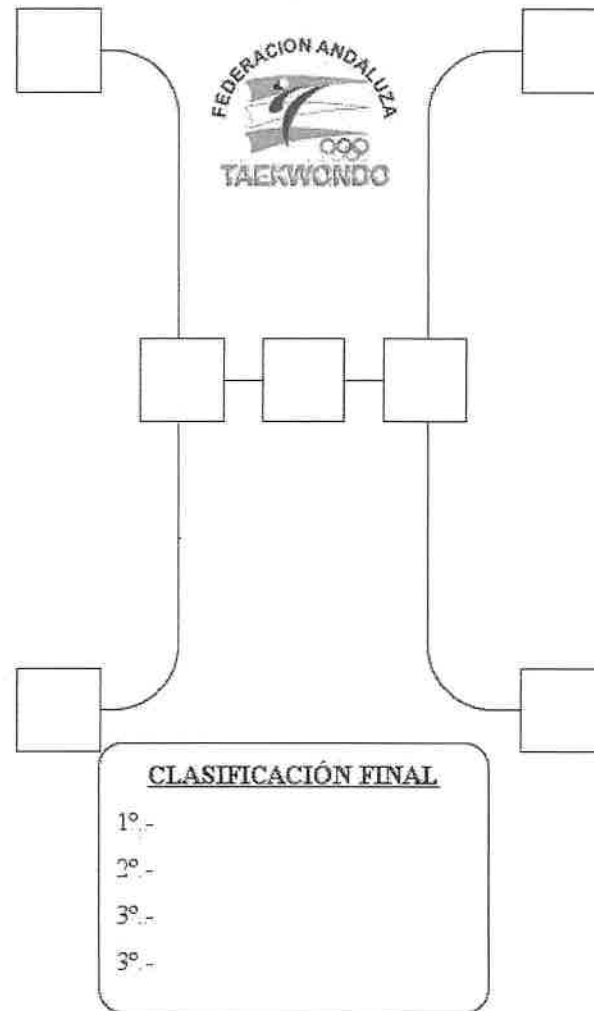 FEDERACION ANDALUZA
TAEKWONDO
CLASIFICACIÓN FINAL
1º.-
2º.-
3º.-
3º.-